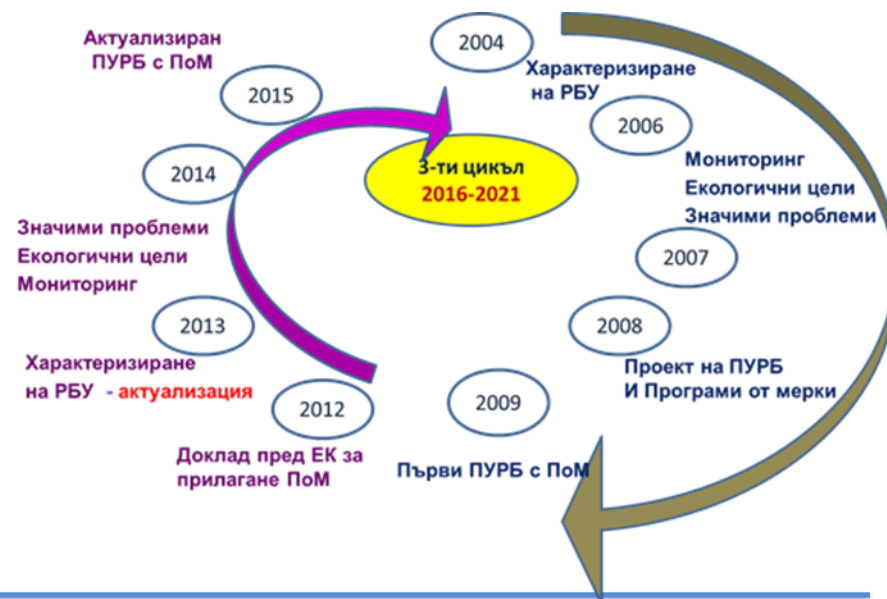 2004
Характеризиране
на РБУ
2006
Мониторинг
Екологични цели
Значими проблеми
2007
2008
Проект на ПУРБ
И Програми от мерки
2009
Първи ПУРБ с ПоМ
2012
Доклад пред ЕК за
прилагане ПоМ
2013
Характеризиране
на РБУ - актуализация
2014
Значими проблеми
Екологични цели
Мониторинг
2015
Актуализиран
ПУРБ с ПоМ
3-ти цикъл
2016-2021